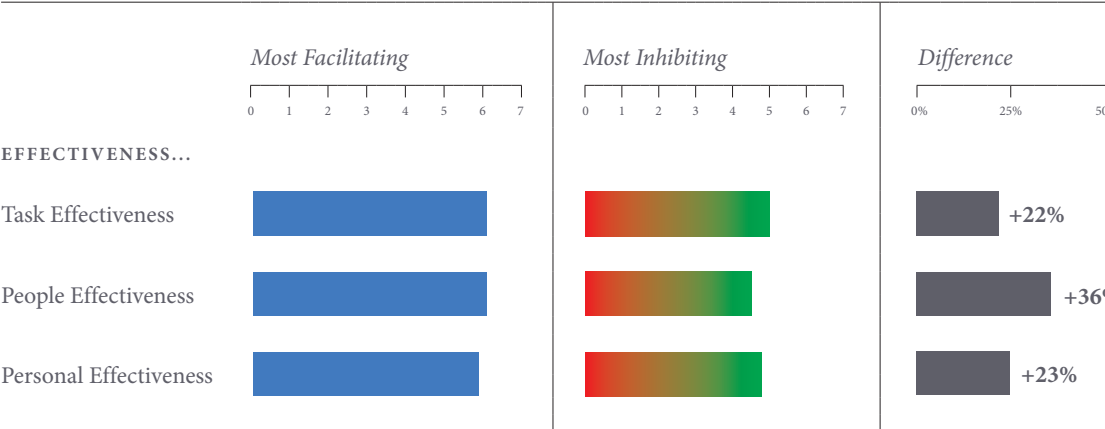 Most Facilitating Most Inhibiting Difference
0 1 2 3 4 5 6 7 0 1 2 3 4 5 6 7 0% 25%
EFFECTIVENESS...
Task Effectiveness +22%
People Effectiveness +36
Personal Effectiveness +23%